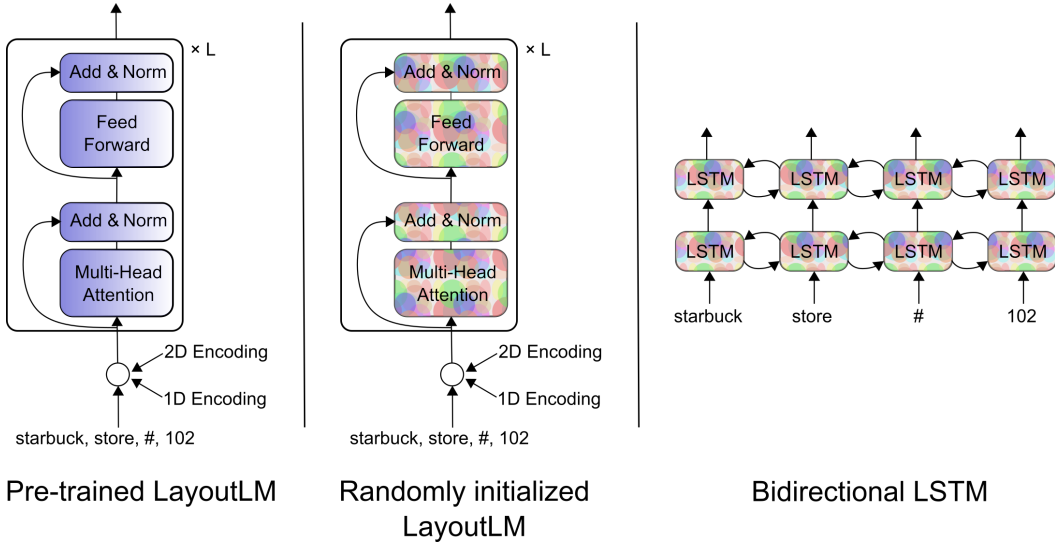 × L
Add & Norm
Feed
Forward
Add & Norm
Multi-Head
Attention
2D Encoding
1D Encoding
starbuck, store, #, 102
Pre-trained LayoutLM
× L
Add & Norm
Feed
Forward
Add & Norm
Multi-Head
Attention
2D Encoding
1D Encoding
starbuck, store, #, 102
Randomly initialized
LayoutLM
LSTM LSTM LSTM LSTM
LSTM LSTM LSTM LSTM
starbuck store # 102
Bidirectional LSTM